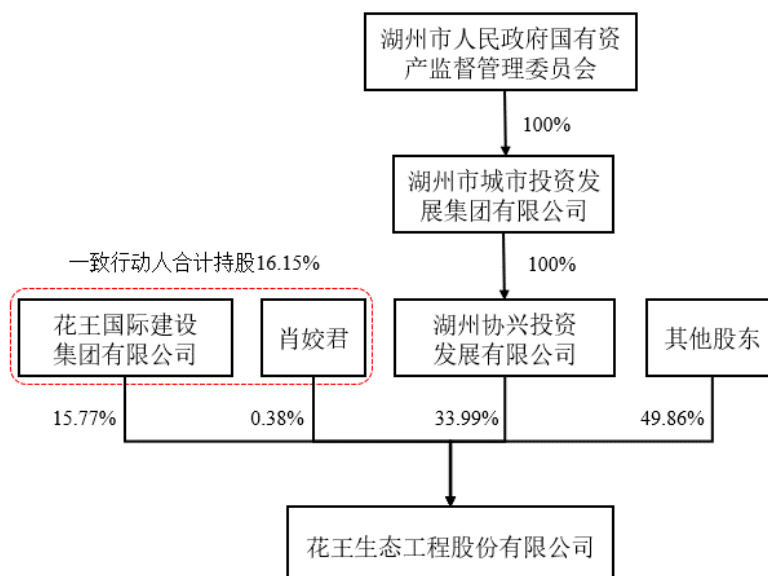 湖州市人民政府国有资
产监督管理委员会
100%
湖州市城市投资发
展集团有限公司
100%
一致行动人合计持股16.15%
花王国际建设
集团有限公司
肖姣君
湖州协兴投资
发展有限公司
其他股东
15.77%
0.38%
33.99%
49.86%
花王生态工程股份有限公司